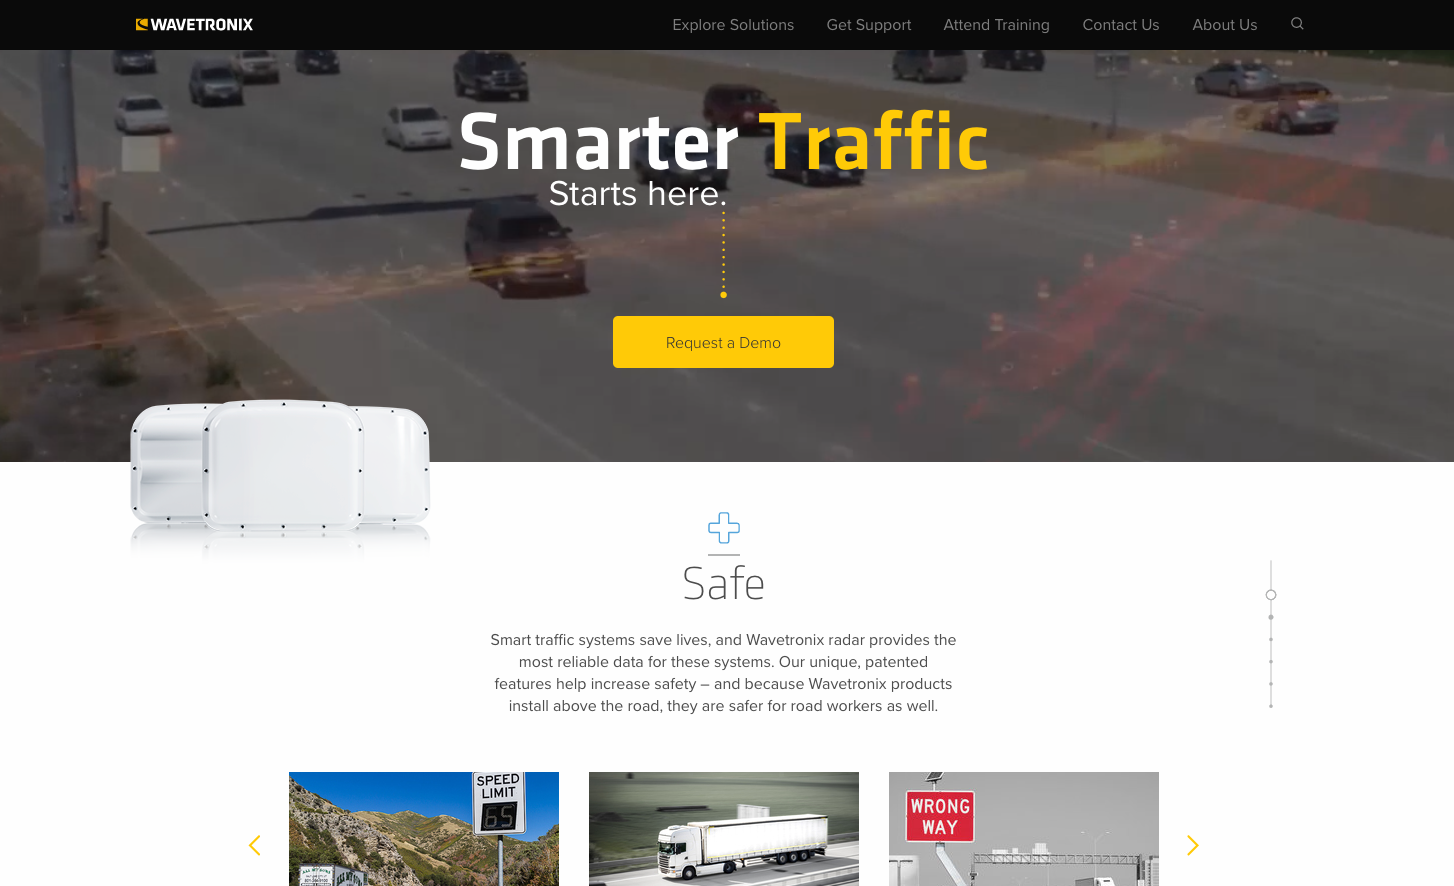 WAVETRONIX
Explore Solutions
Get Support
Attend Training
Contact Us
About Us
Smarter Traffic
Starts here.
Request a Demo
Safe
Smart traffic systems save lives, and Wavetronix radar provides the
most reliable data for these systems. Our unique, patented
features help increase safety – and because Wavetronix products
install above the road, they are safer for road workers as well.
SPEED
LIMIT
65
WRONG
WAY